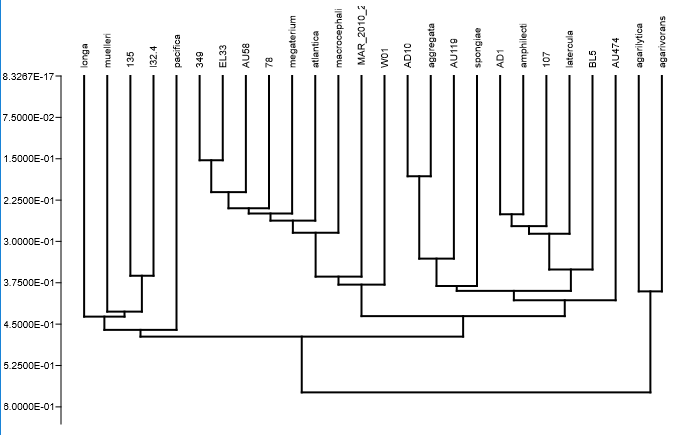 longa
muelleri
135
I32.4
pacifica
349
EL33
AU58
78
megaterium
atlantica
macrocephali
MAR_2010_2
W01
AD10
aggregata
AU119
spongiae
AD1
amphilecti
107
latercula
BL5
AU474
agarilytica
agarivorans
8.3267E-17
7.5000E-02
1.5000E-01
2.2500E-01
3.0000E-01
3.7500E-01
4.5000E-01
5.2500E-01
6.0000E-01